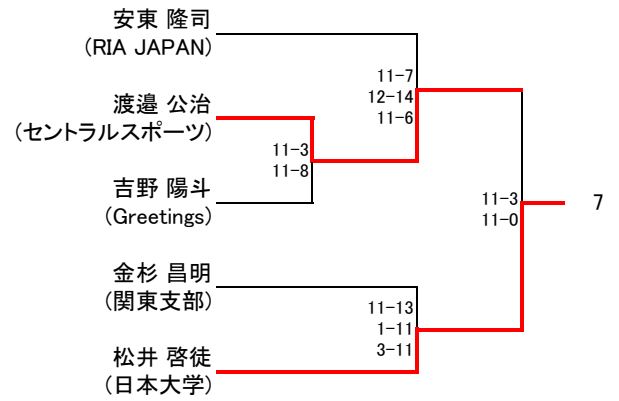 安東 隆司
(RIA JAPAN)
11-7
12-14
11-6
渡邉 公治
(セントラルスポーツ)
11-3
11-8
吉野 陽斗
(Greetings)
11-3
11-0
7
金杉 昌明
(関東支部)
11-13
1-11
3-11
松井 啓徒
(日本大学)